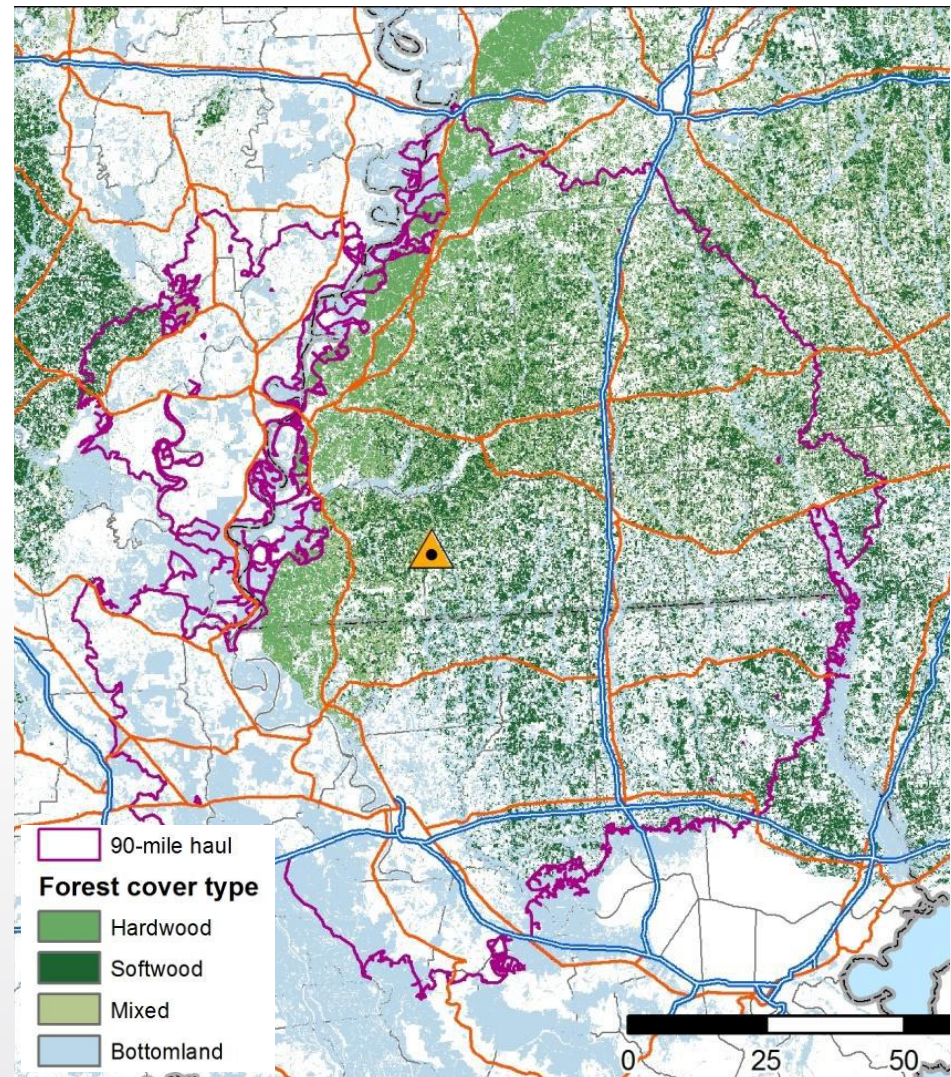 90-mile haul
Forest cover type
Hardwood
Softwood
Mixed
Bottomland
0 25 50